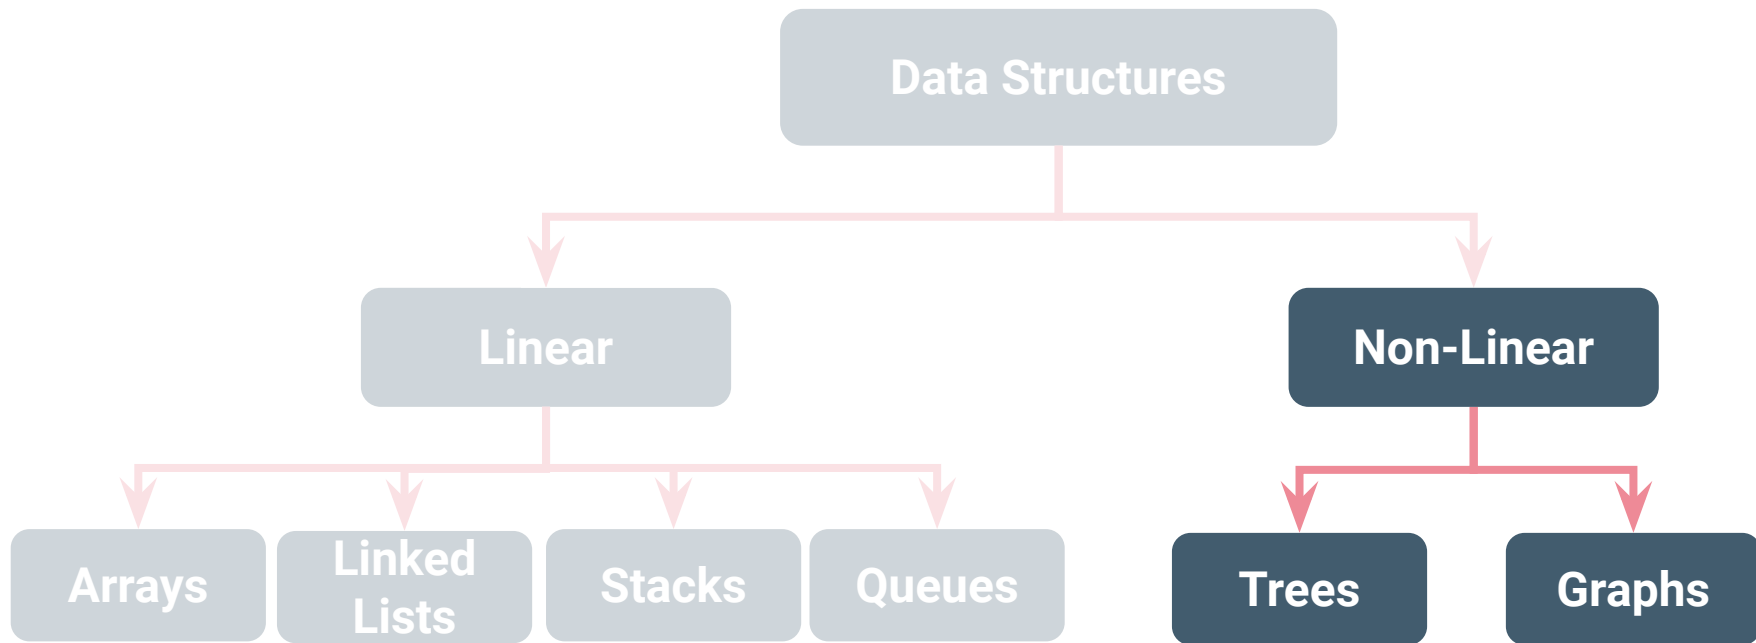 Data Structures
Linear
Non-Linear
Arrays
Linked
Lists
Stacks
Queues
Trees
Graphs